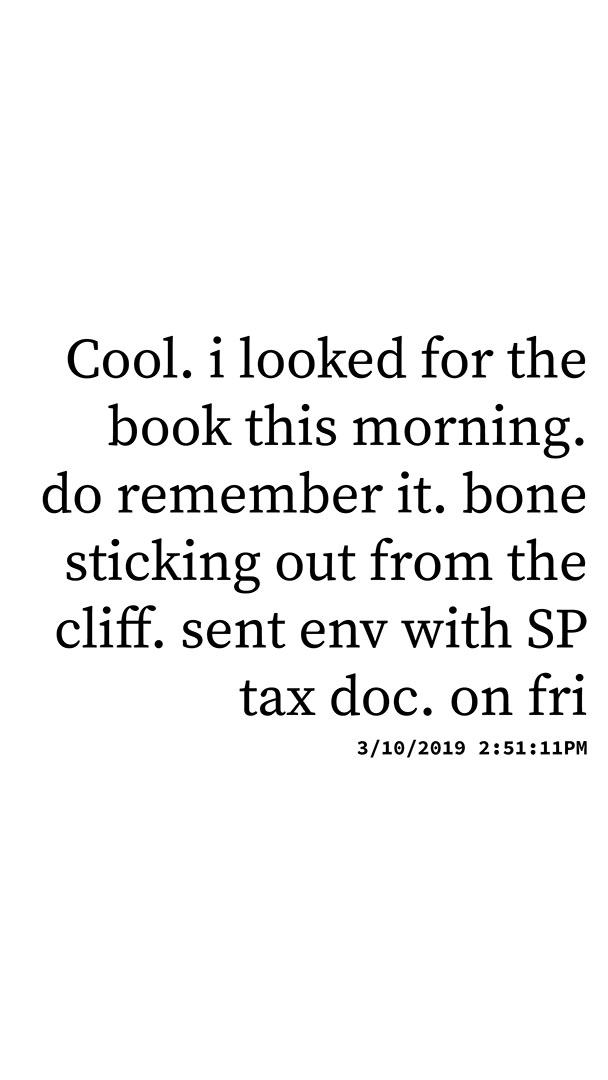 Cool. i looked for the
book this morning.
do remember it. bone
sticking out from the
cliff. sent env with SP
tax doc. on fri
3/10/2019 2:51:11PM